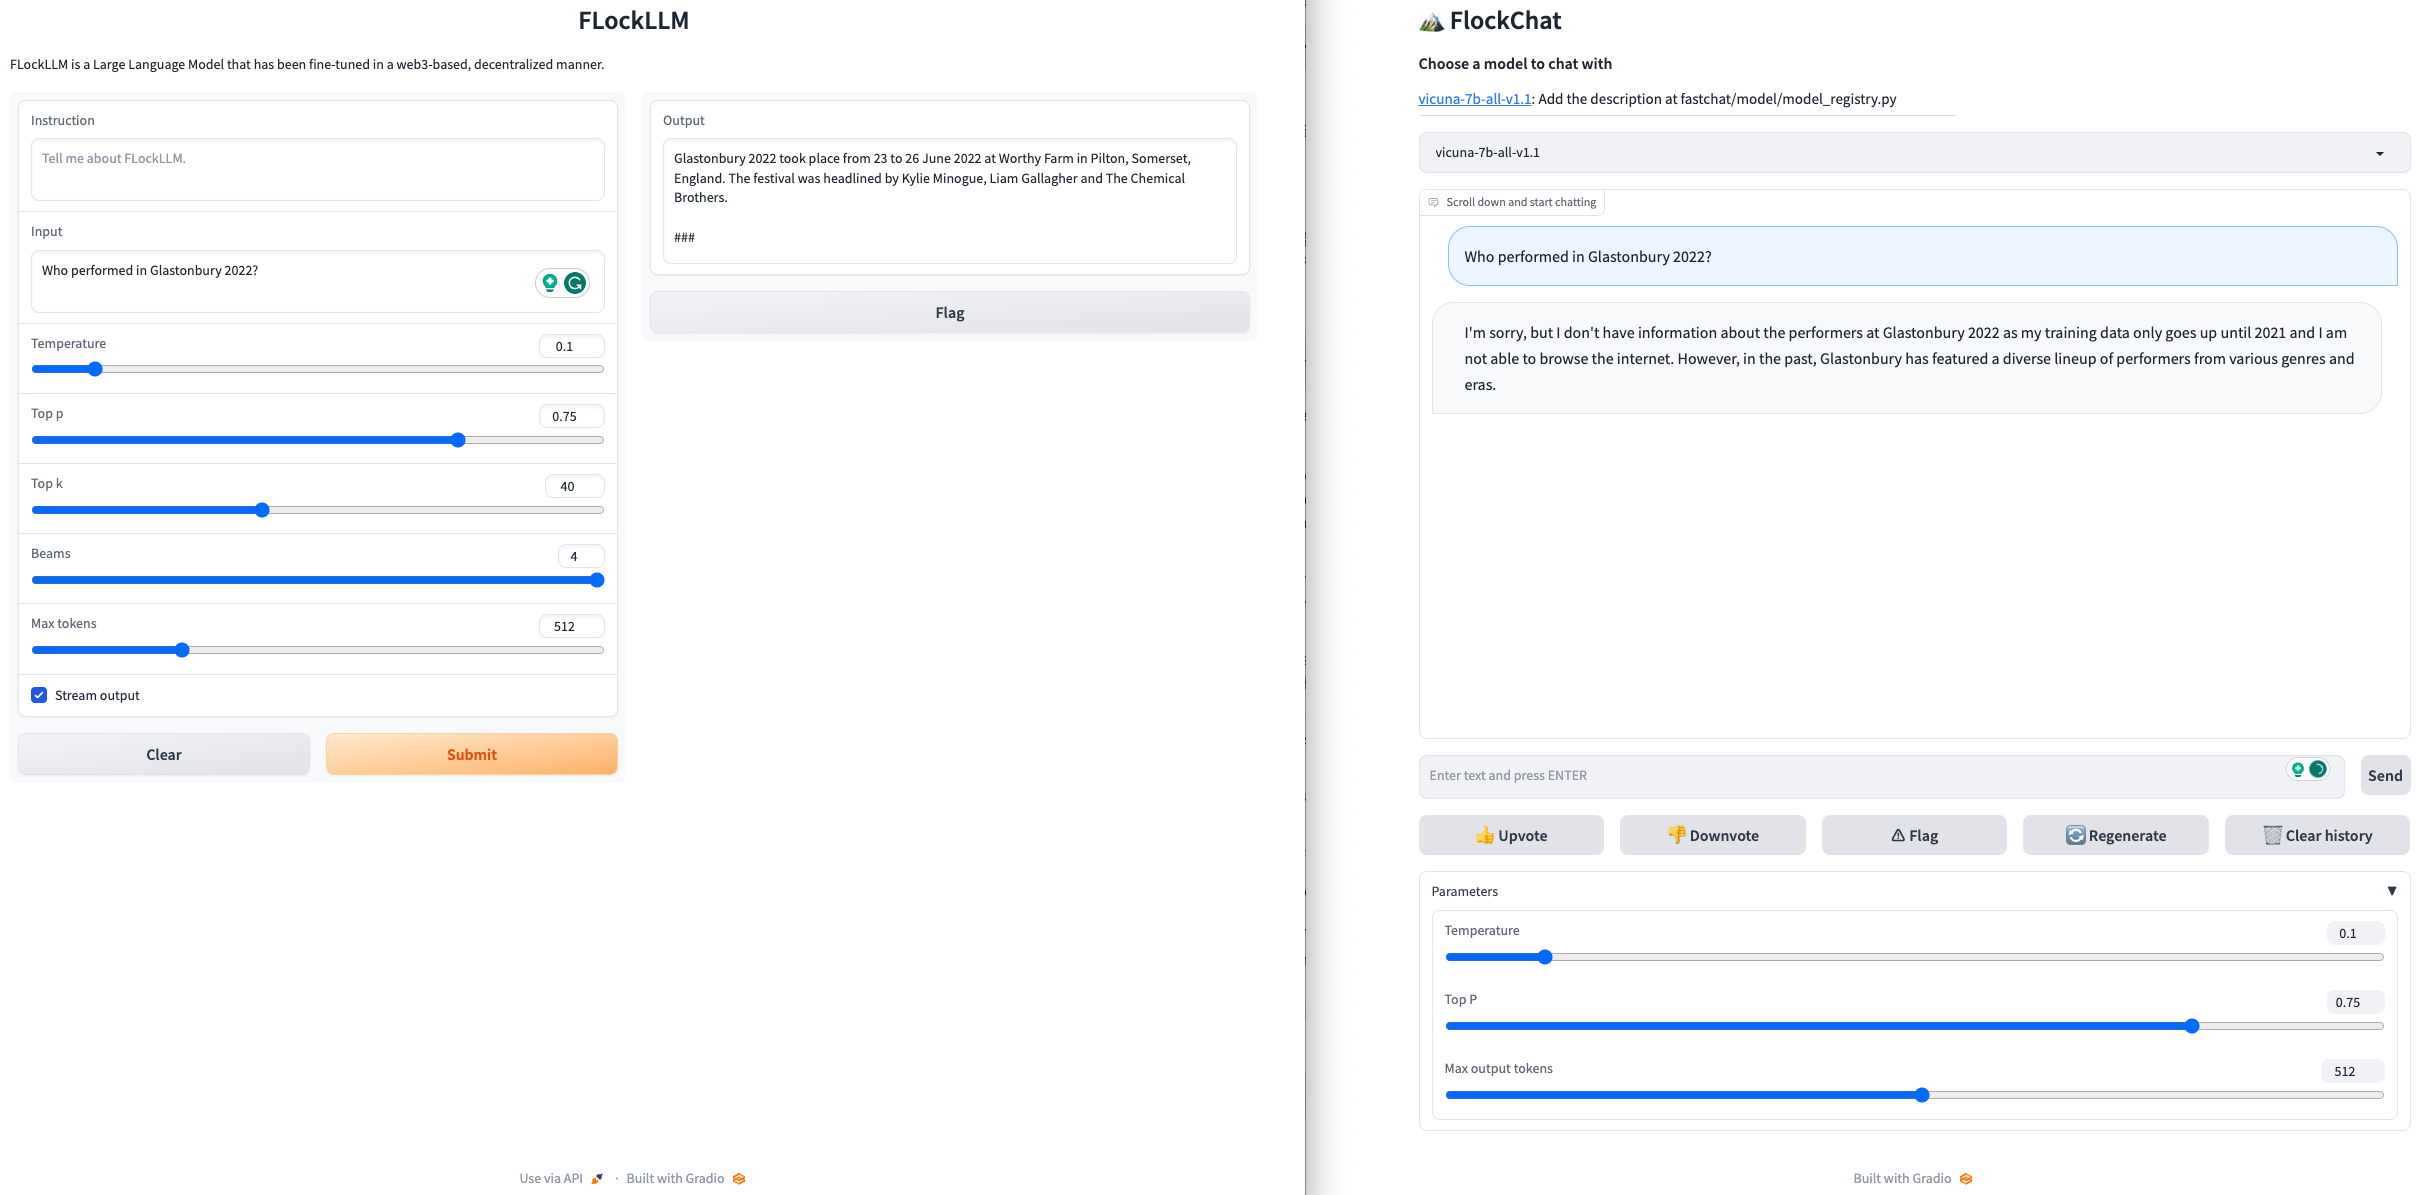 FLockLLM
FLockLLM is a Large Language Model that has been fine-tuned in a web3-based, decentralized manner.
Instruction
Tell me about FLockLLM.
Input
Who performed in Glastonbury 2022?
Temperature
0.1
Top p
0.75
Top k
40
Beams
4
Max tokens
512
Stream output
Clear
Submit
Output
Glastonbury 2022 took place from 23 to 26 June 2022 at Worthy Farm in Pilton, Somerset,
England. The festival was headlined by Kylie Minogue, Liam Gallagher and The Chemical
Brothers.
###
Flag
Use via API · Built with Gradio
FlockChat
Choose a model to chat with
vicuna-7b-all-v1.1: Add the description at fastchat/model/model_registry.py
vicuna-7b-all-v1.1
Scroll down and start chatting
Who performed in Glastonbury 2022?
I'm sorry, but I don't have information about the performers at Glastonbury 2022 as my training data only goes up until 2021 and I am
not able to browse the internet. However, in the past, Glastonbury has featured a diverse lineup of performers from various genres and
eras.
Enter text and press ENTER
Send
Upvote
Downvote
Flag
Regenerate
Clear history
Parameters
Temperature
0.1
Top P
0.75
Max output tokens
512
Built with Gradio